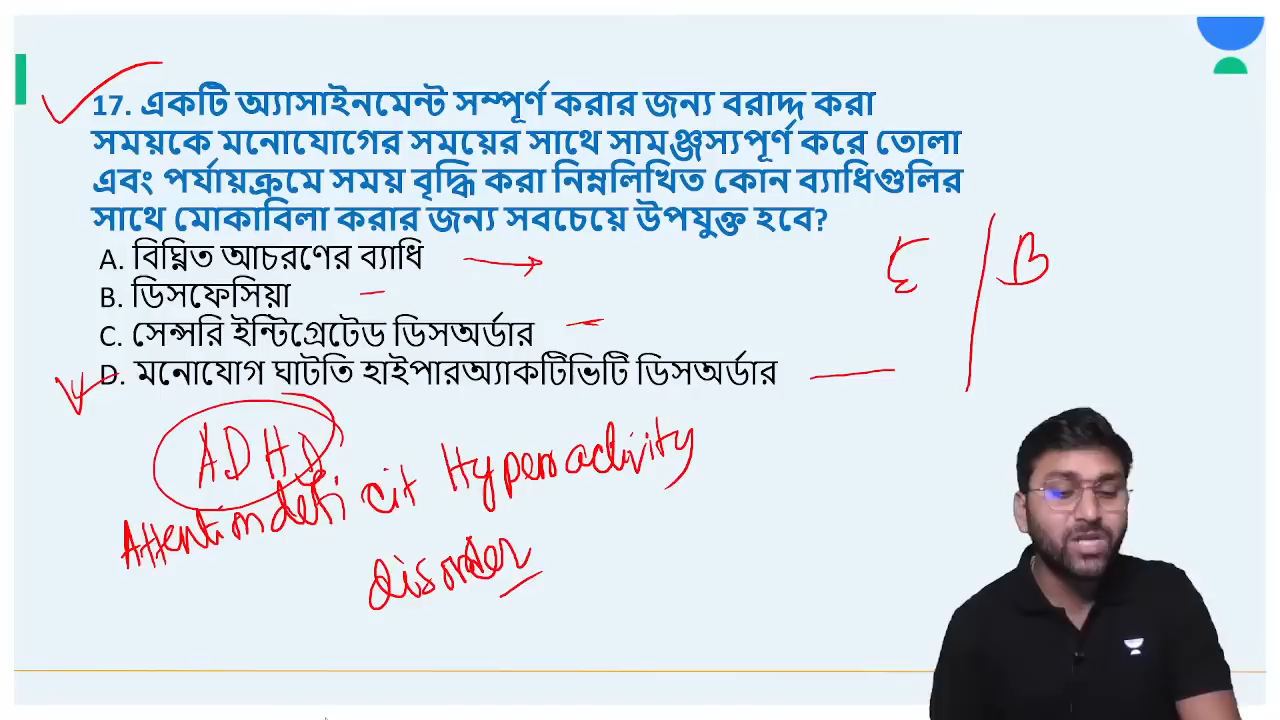 17. একটি অ্যাসাইনমেন্ট সম্পূর্ণ করার জন্য বরাদ্দ করা
সময়কে মনোযোগের সময়ের সাথে সামঞ্জস্যপূর্ণ করে তোলা
এবং পর্যায়ক্রমে সময় বৃদ্ধি করা নিম্নলিখিত কোন ব্যাধিগুলির
সাথে মোকাবিলা করার জন্য সবচেয়ে উপযুক্ত হবে?
A. বিঘ্নিত আচরণের ব্যাধি
B. ডিসফেসিয়া
C. সেন্সরি ইন্টিগ্রেটেড ডিসঅর্ডার
D. মনোযোগ ঘাটতি হাইপারঅ্যাকটিভিটি ডিসঅর্ডার
E / B
ADHD
Attention deficit Hyperactivity
disorder